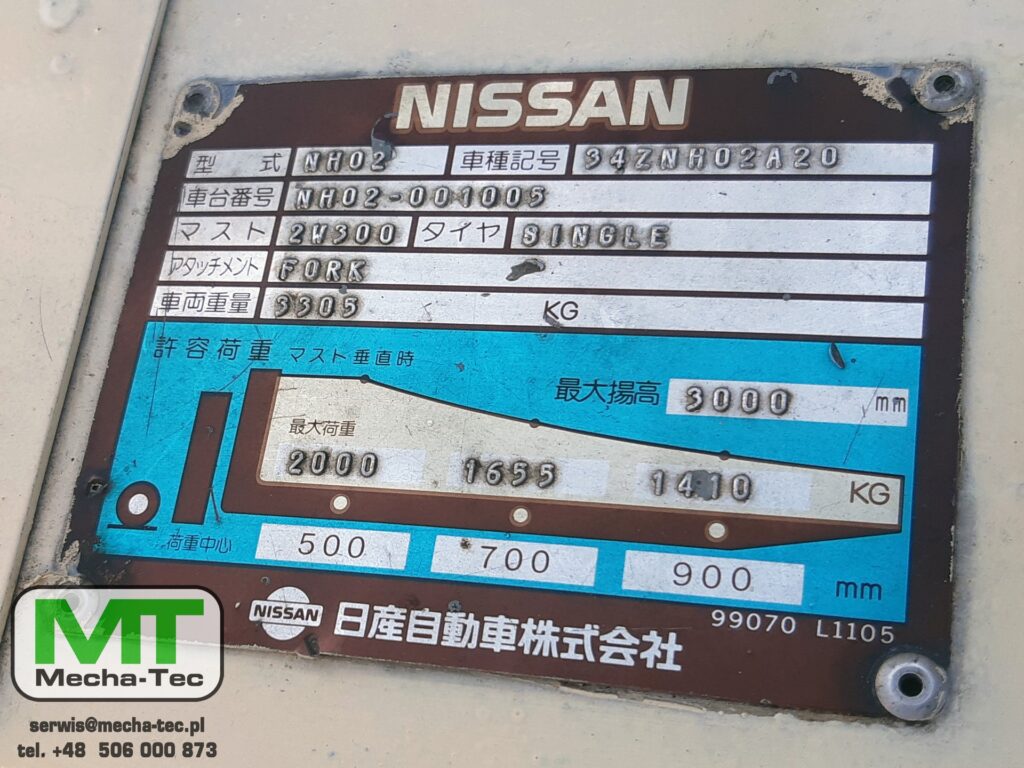 NISSAN
型式 NH02 車種記号 34ZNH02A20
車台番号 NH02-001005
マスト 2W300 タイヤ SINGLE
アタッチメント FORK
車両重量 3305 KG
許容荷重 マスト垂直時
最大揚高 3000 mm
最大荷重
2000 1655 1410 KG
荷重中心 500 700 900 mm
99070 L1105
NISSAN 日産自動車株式会社
MT
Mecha-Tec
serwis@mecha-tec.pl
tel. +48 506 000 873